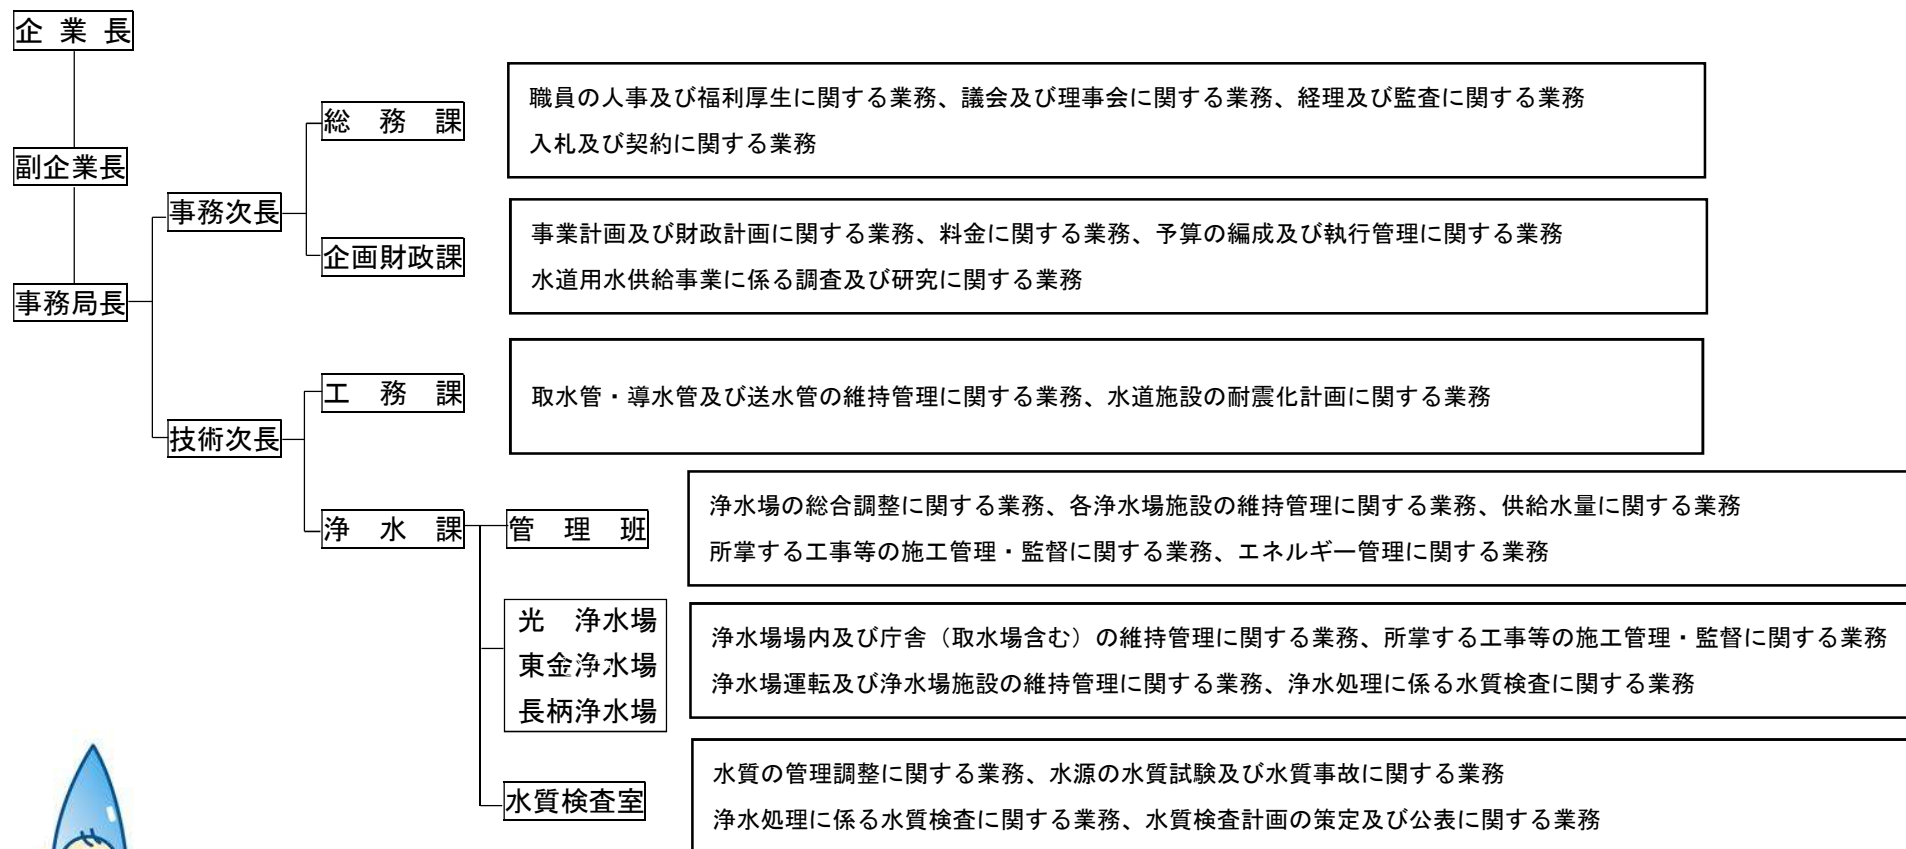 企 業 長
副企業長
事務局長
事務次長
総 務 課
職員の人事及び福利厚生に関する業務、議会及び理事会に関する業務、経理及び監査に関する業務
入札及び契約に関する業務
企画財政課
事業計画及び財政計画に関する業務、料金に関する業務、予算の編成及び執行管理に関する業務
水道用水供給事業に係る調査及び研究に関する業務
技術次長
工 務 課
取水管・導水管及び送水管の維持管理に関する業務、水道施設の耐震化計画に関する業務
浄 水 課
管 理 班
浄水場の総合調整に関する業務、各浄水場施設の維持管理に関する業務、供給水量に関する業務
所掌する工事等の施工管理・監督に関する業務、エネルギー管理に関する業務
光 浄水場
東金浄水場
長柄浄水場
浄水場場内及び庁舎（取水場含む）の維持管理に関する業務、所掌する工事等の施工管理・監督に関する業務
浄水場運転及び浄水場施設の維持管理に関する業務、浄水処理に係る水質検査に関する業務
水質検査室
水質の管理調整に関する業務、水源の水質試験及び水質事故に関する業務
浄水処理に係る水質検査に関する業務、水質検査計画の策定及び公表に関する業務